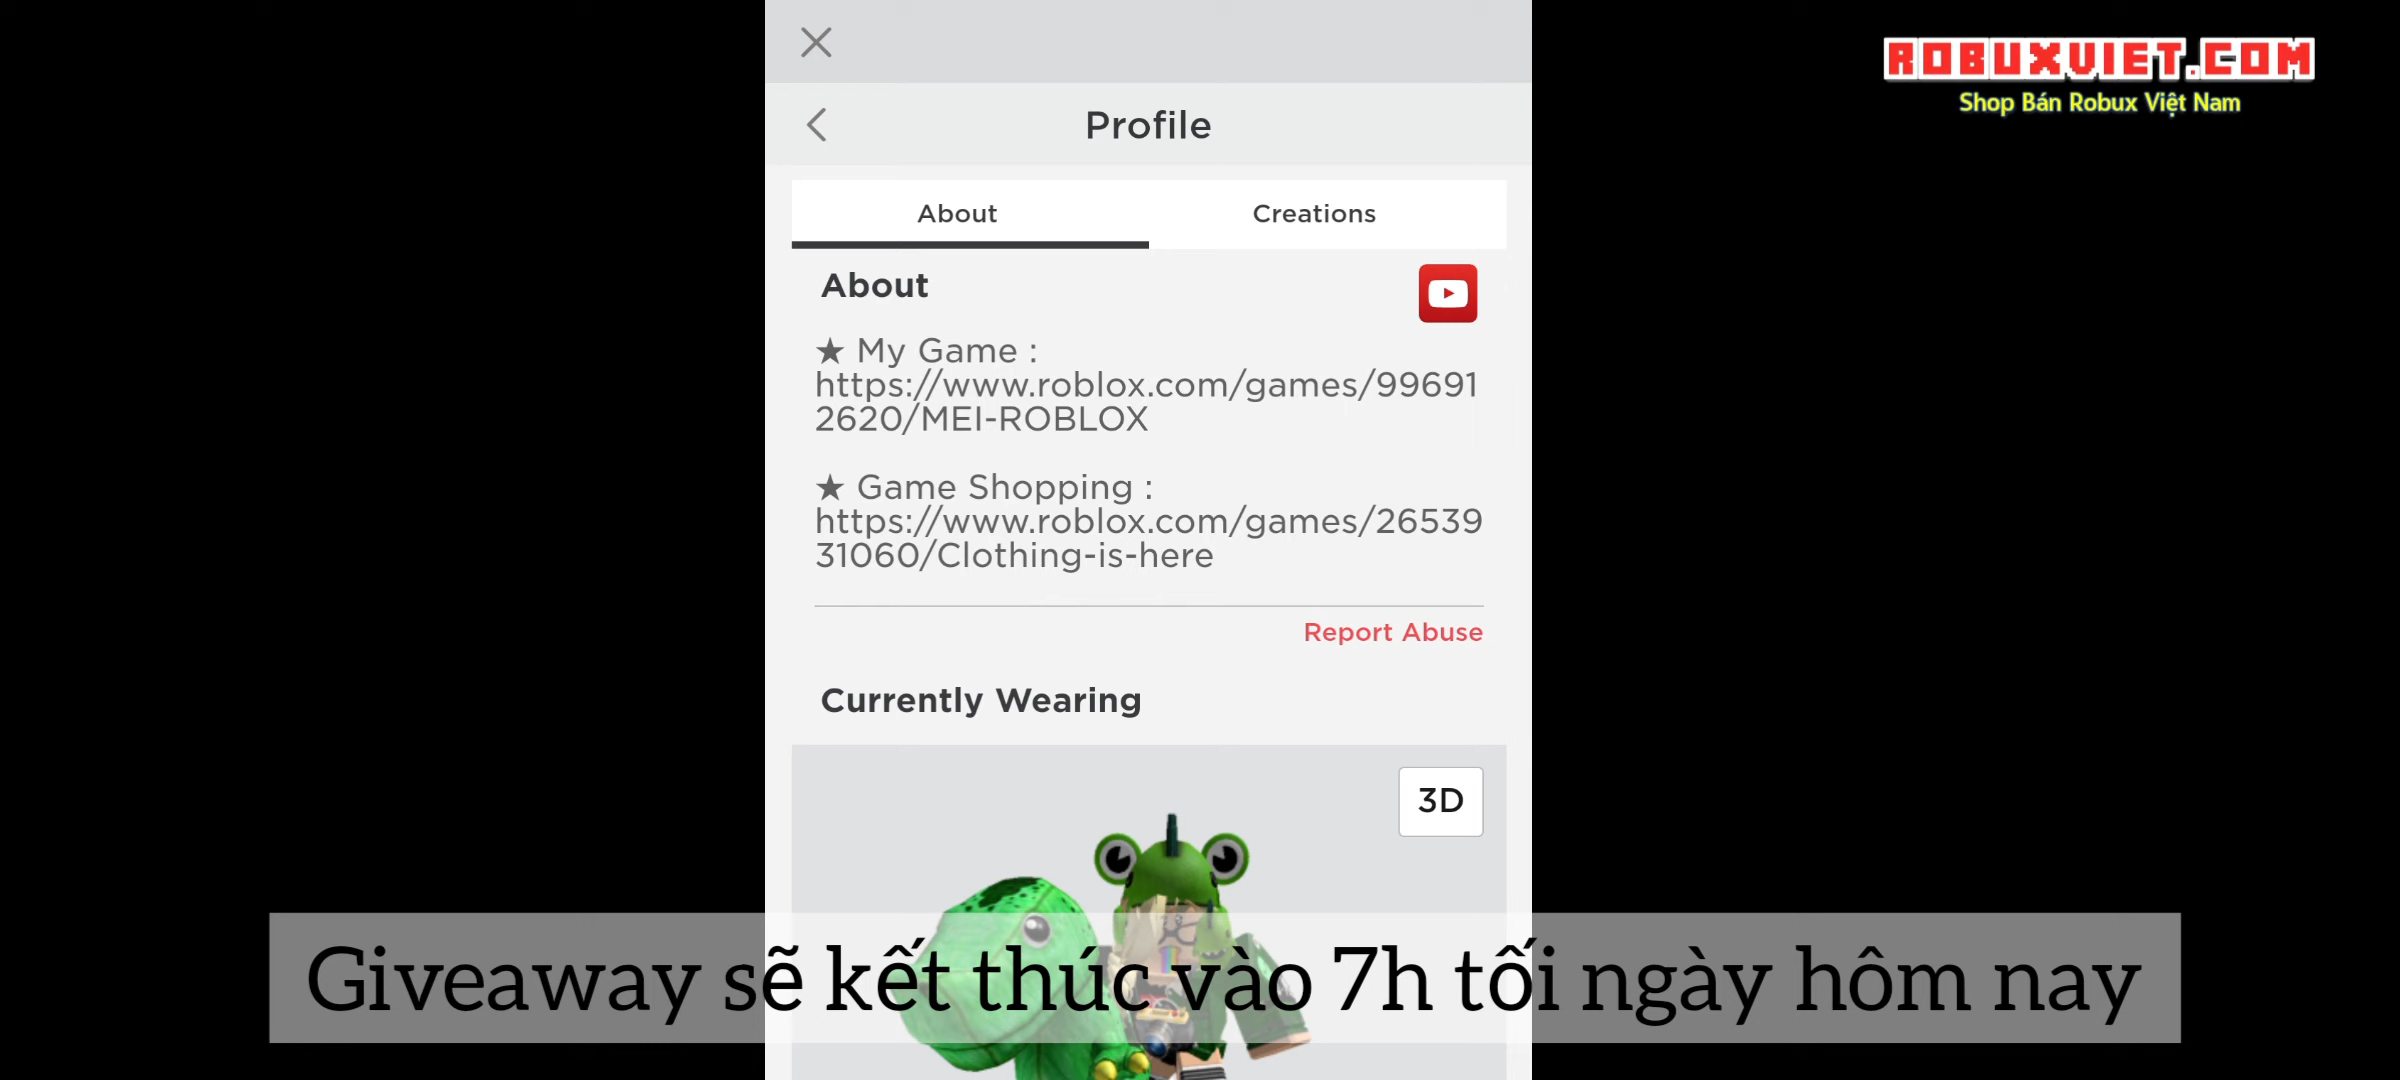 ROBUXVIET.COM
Shop Bán Robux Việt Nam
Profile
About
Creations
About
★ My Game :
https://www.roblox.com/games/99691
2620/MEI-ROBLOX
★ Game Shopping :
https://www.roblox.com/games/26539
31060/Clothing-is-here
Report Abuse
Currently Wearing
3D
Giveaway sẽ kết thúc vào 7h tối ngày hôm nay